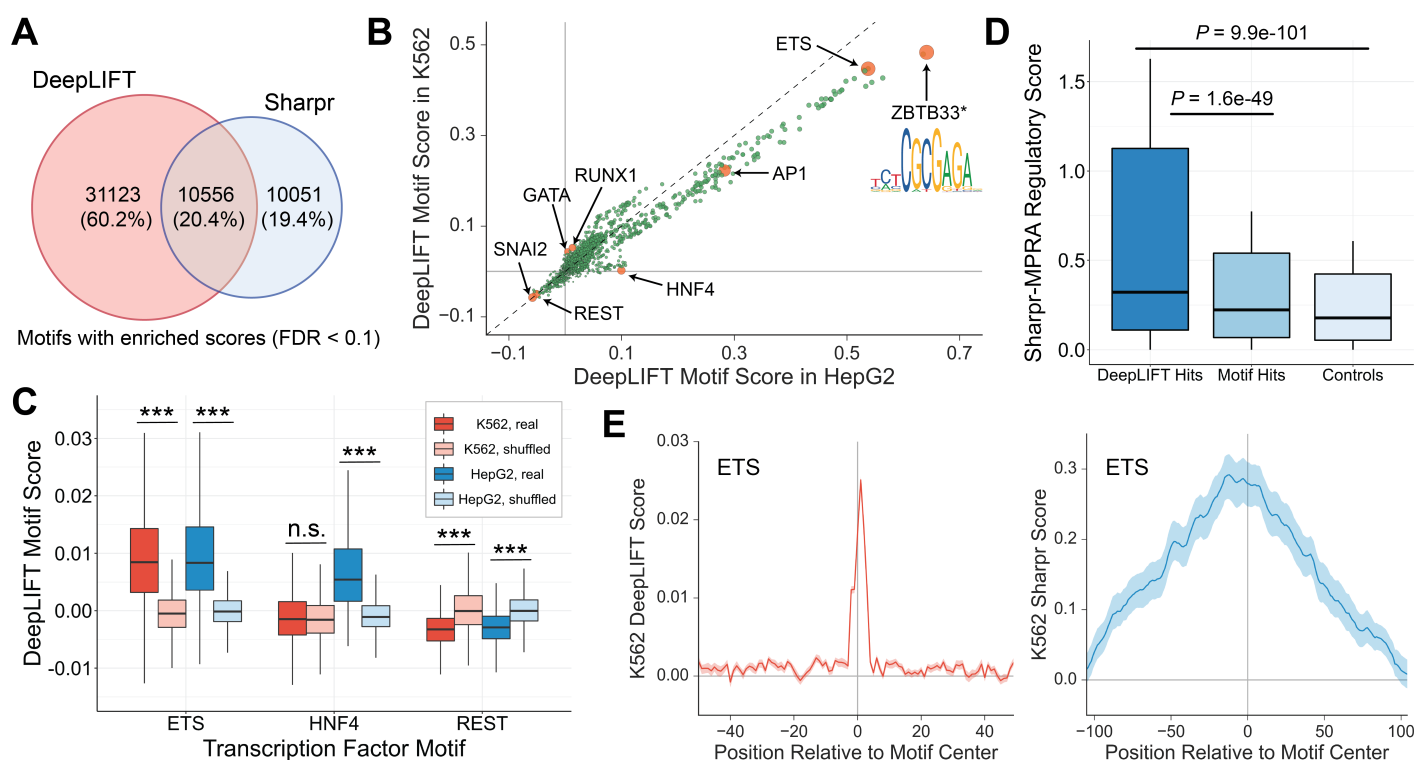 A
DeepLIFT
Sharpr
31123
(60.2%)
10556
(20.4%)
10051
(19.4%)
Motifs with enriched scores (FDR < 0.1)
B
DeepLIFT Motif Score in K562
0.5
0.3
0.1
−0.1
−0.1
0.1
0.3
0.5
0.7
DeepLIFT Motif Score in HepG2
ETS
ZBTB33*
CGCGAGA
AP1
RUNX1
GATA
SNAI2
HNF4
REST
D
Sharpr-MPRA Regulatory Score
P = 9.9e-101
P = 1.6e-49
1.5
1.0
0.5
0.0
DeepLIFT Hits
Motif Hits
Controls
C
DeepLIFT Motif Score
0.03
0.02
0.01
0.00
-0.01
***
***
n.s.
***
***
***
K562, real
K562, shuffled
HepG2, real
HepG2, shuffled
ETS
HNF4
REST
Transcription Factor Motif
E
K562 DeepLIFT Score
ETS
0.03
0.02
0.01
0.00
−40
−20
0
20
40
Position Relative to Motif Center
K562 Sharpr Score
ETS
0.3
0.2
0.1
0.0
−100
−50
0
50
100
Position Relative to Motif Center